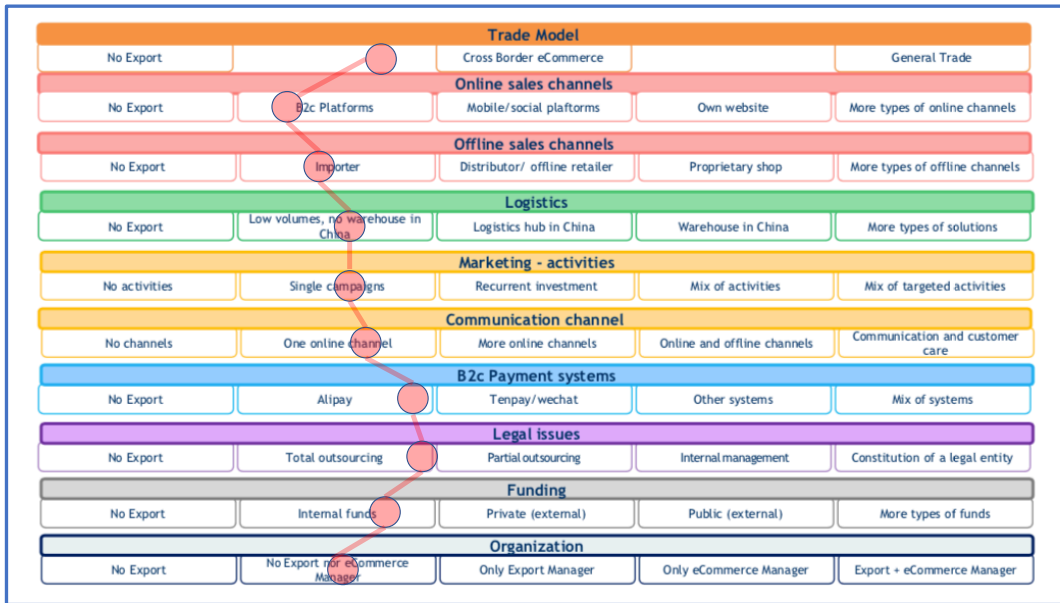 Trade Model
No Export
Cross Border eCommerce
General Trade
Online sales channels
No Export
B2c Platforms
Mobile/social plaftorms
Own website
More types of online channels
Offline sales channels
No Export
Importer
Distributor/ offline retailer
Proprietary shop
More types of offline channels
Logistics
No Export
Low volumes, no warehouse in
China
Logistics hub in China
Warehouse in China
More types of solutions
Marketing - activities
No activities
Single campaigns
Recurrent investment
Mix of activities
Mix of targeted activities
Communication channel
No channels
One online channel
More online channels
Online and offline channels
Communication and customer
care
B2c Payment systems
No Export
Alipay
Tenpay/wechat
Other systems
Mix of systems
Legal issues
No Export
Total outsourcing
Partial outsourcing
Internal management
Constitution of a legal entity
Funding
No Export
Internal funds
Private (external)
Public (external)
More types of funds
Organization
No Export
No Export nor eCommerce
Manager
Only Export Manager
Only eCommerce Manager
Export + eCommerce Manager